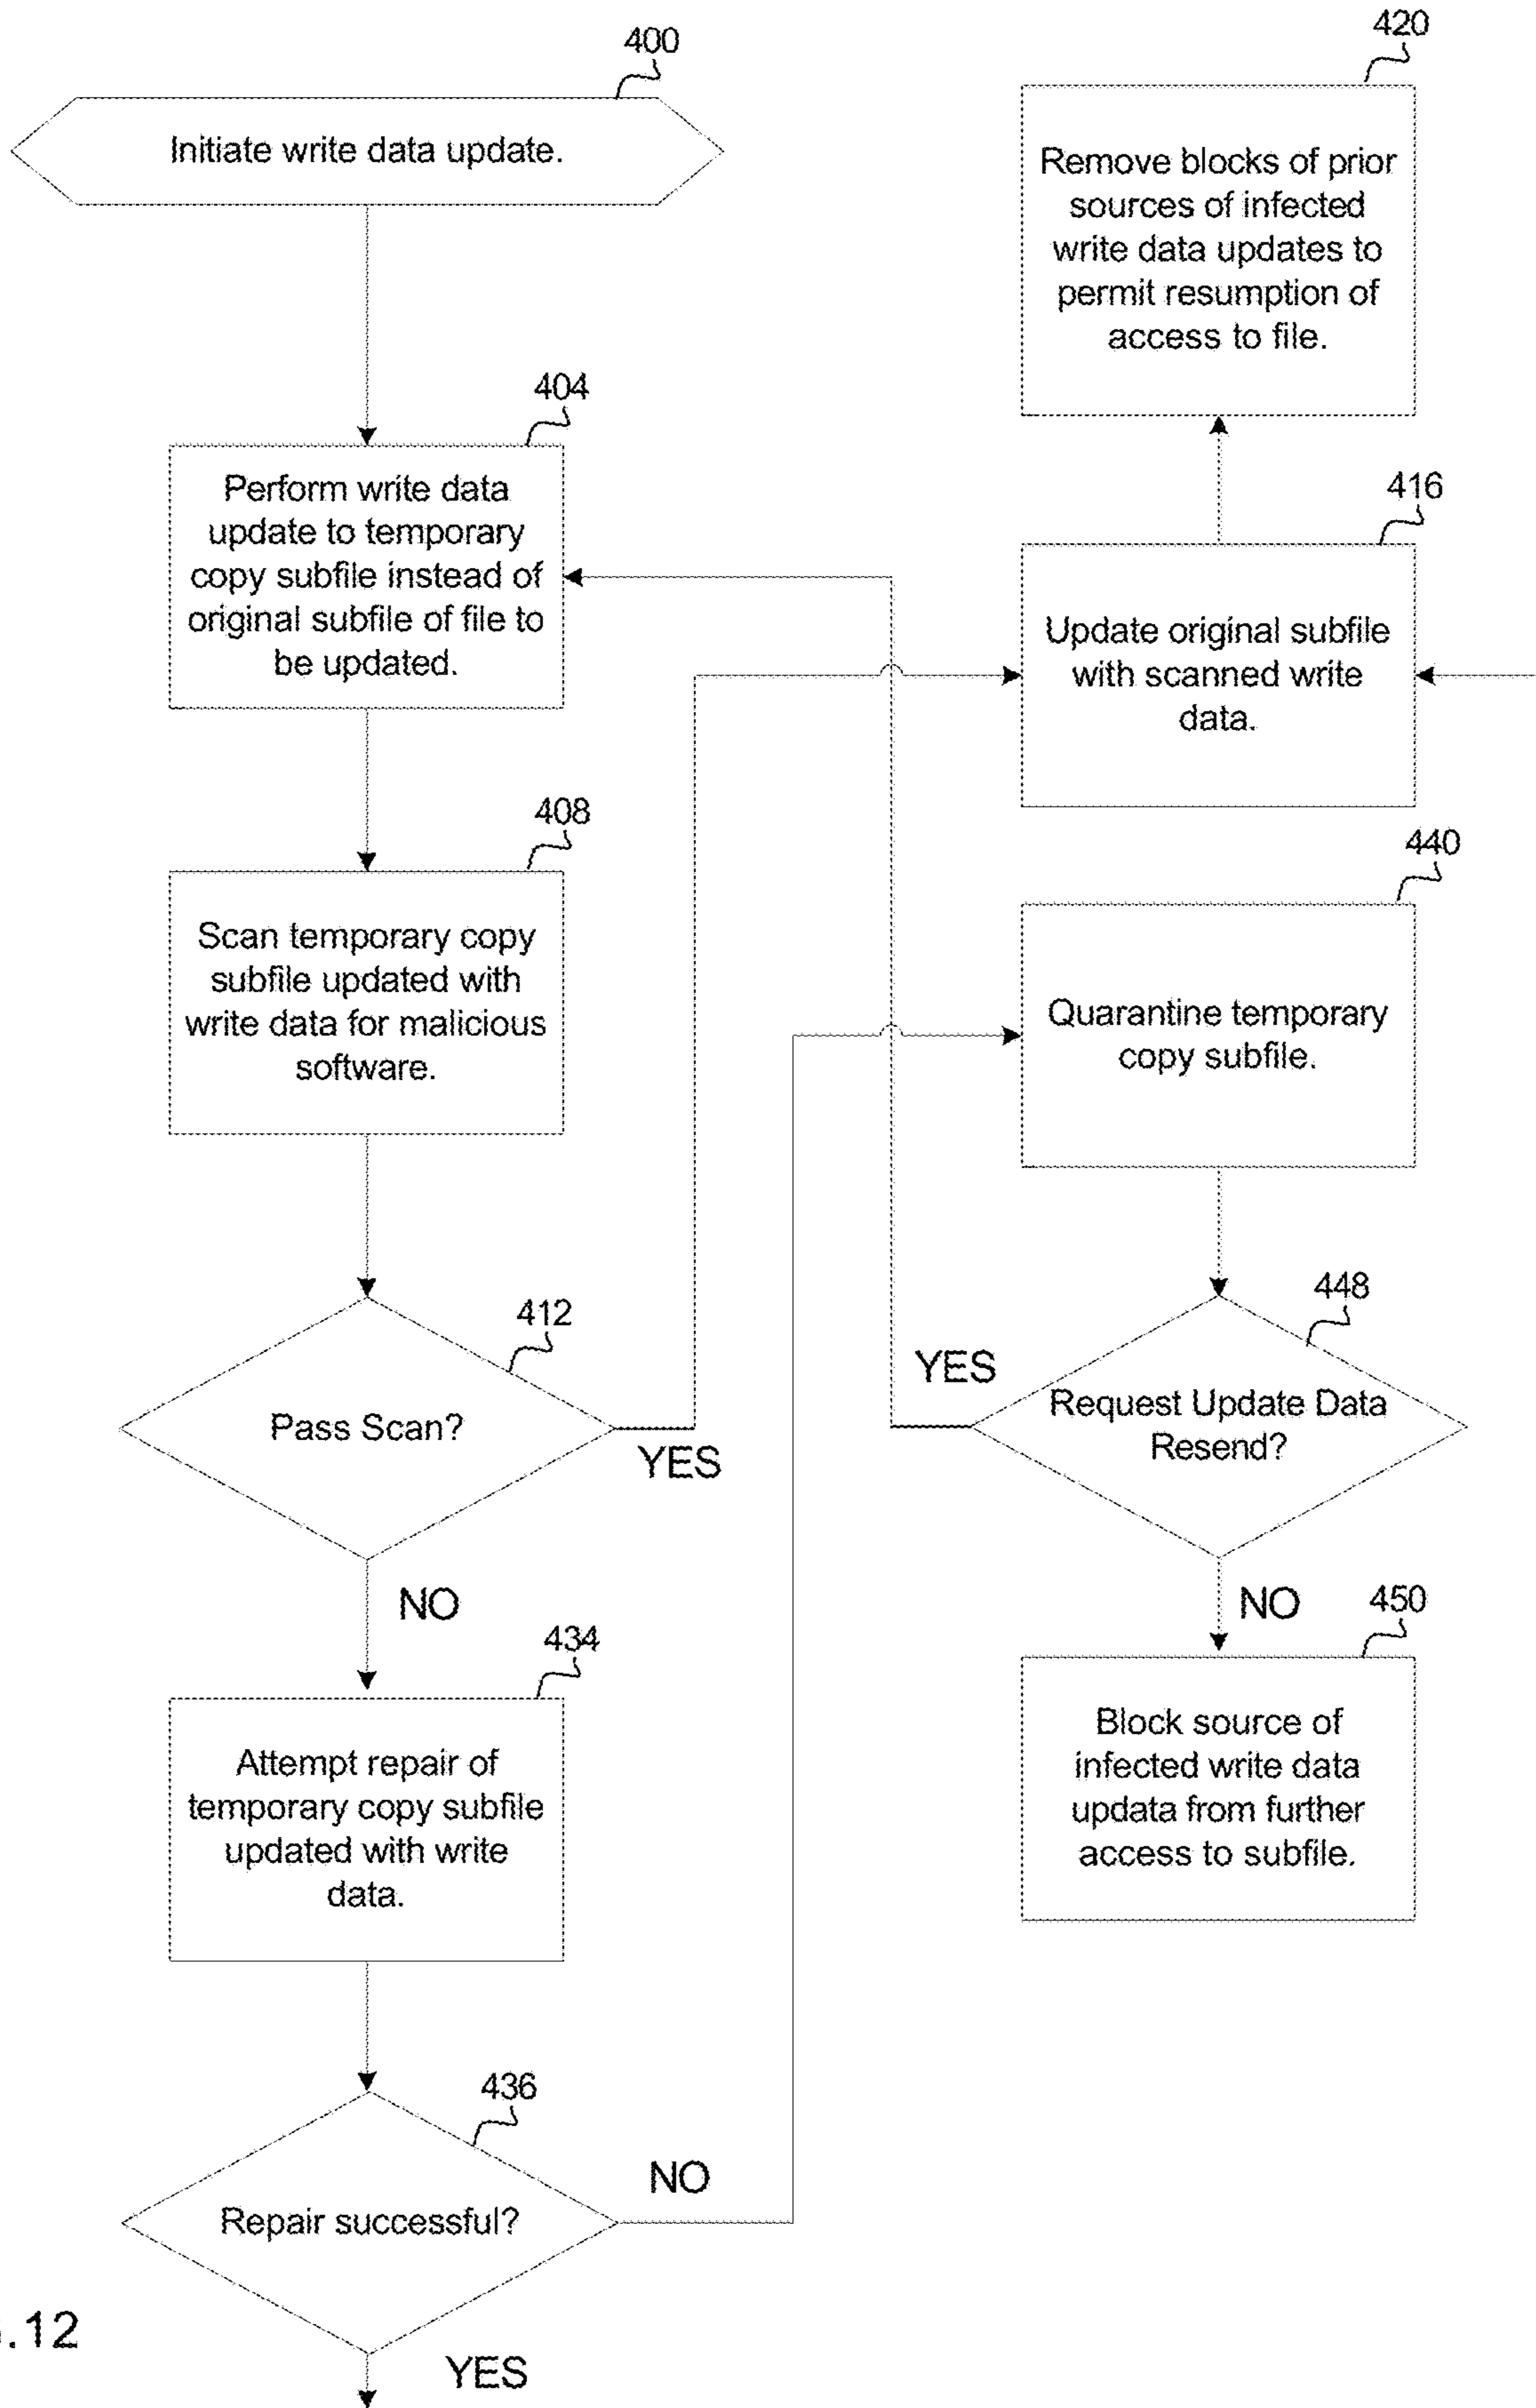 400
Initiate write data update.
404
Perform write data
update to temporary
copy subfile instead of
original subfile of file to
be updated.
408
Scan temporary copy
subfile updated with
write data for malicious
software.
412
Pass Scan?
YES
NO
434
Attempt repair of
temporary copy subfile
updated with write
data.
436
Repair successful?
NO
YES
420
Remove blocks of prior
sources of infected
write data updates to
permit resumption of
access to file.
416
Update original subfile
with scanned write
data.
440
Quarantine temporary
copy subfile.
448
Request Update Data
Resend?
YES
NO
450
Block source of
infected write data
updata from further
access to subfile.
.12